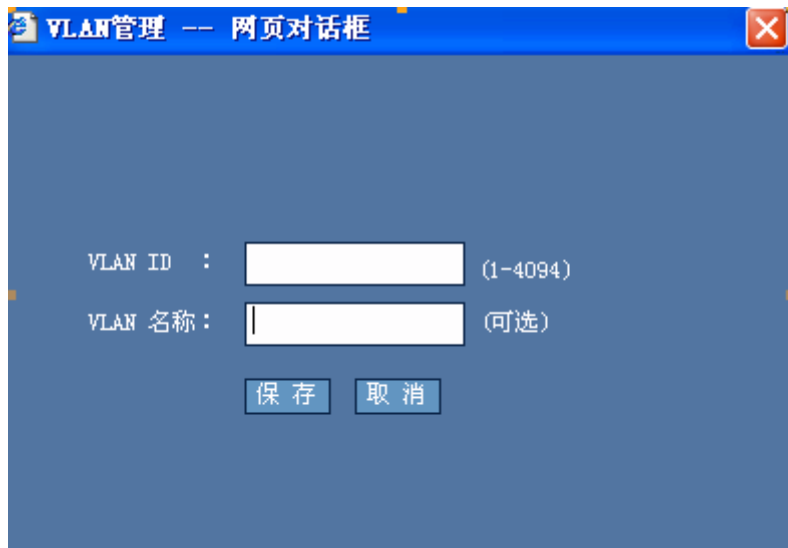 VLAN管理 -- 网页对话框
VLAN ID : (1-4094)
VLAN 名称: (可选)
保 存 取 消